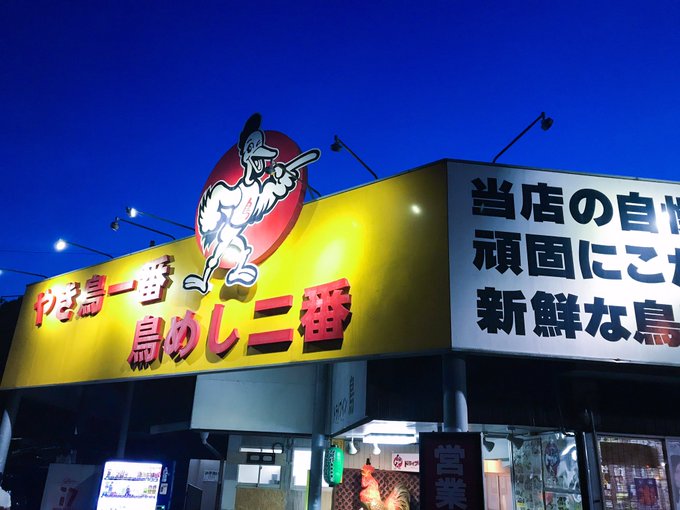 やき鳥一番
鳥めし二番
当店の自慢
頑固にこ
新鮮な鳥
営業